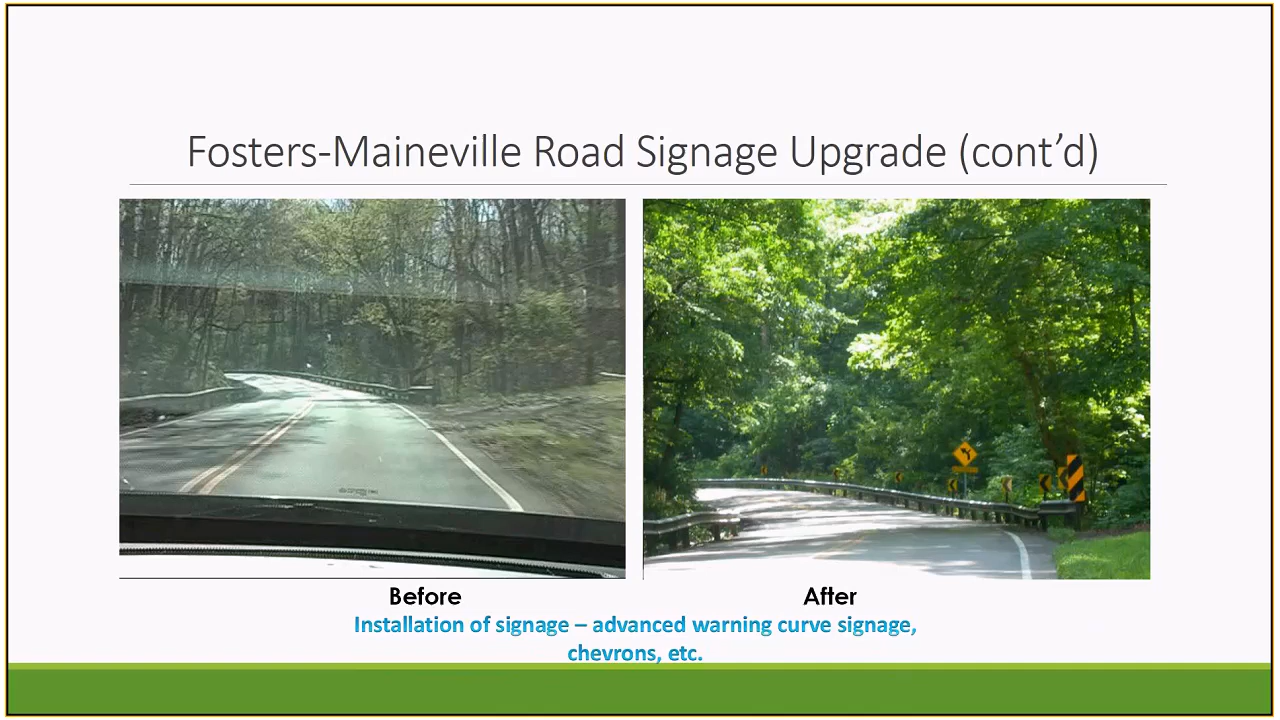 Fosters-Maineville Road Signage Upgrade (cont’d)
Before
After
Installation of signage – advanced warning curve signage,
chevrons, etc.